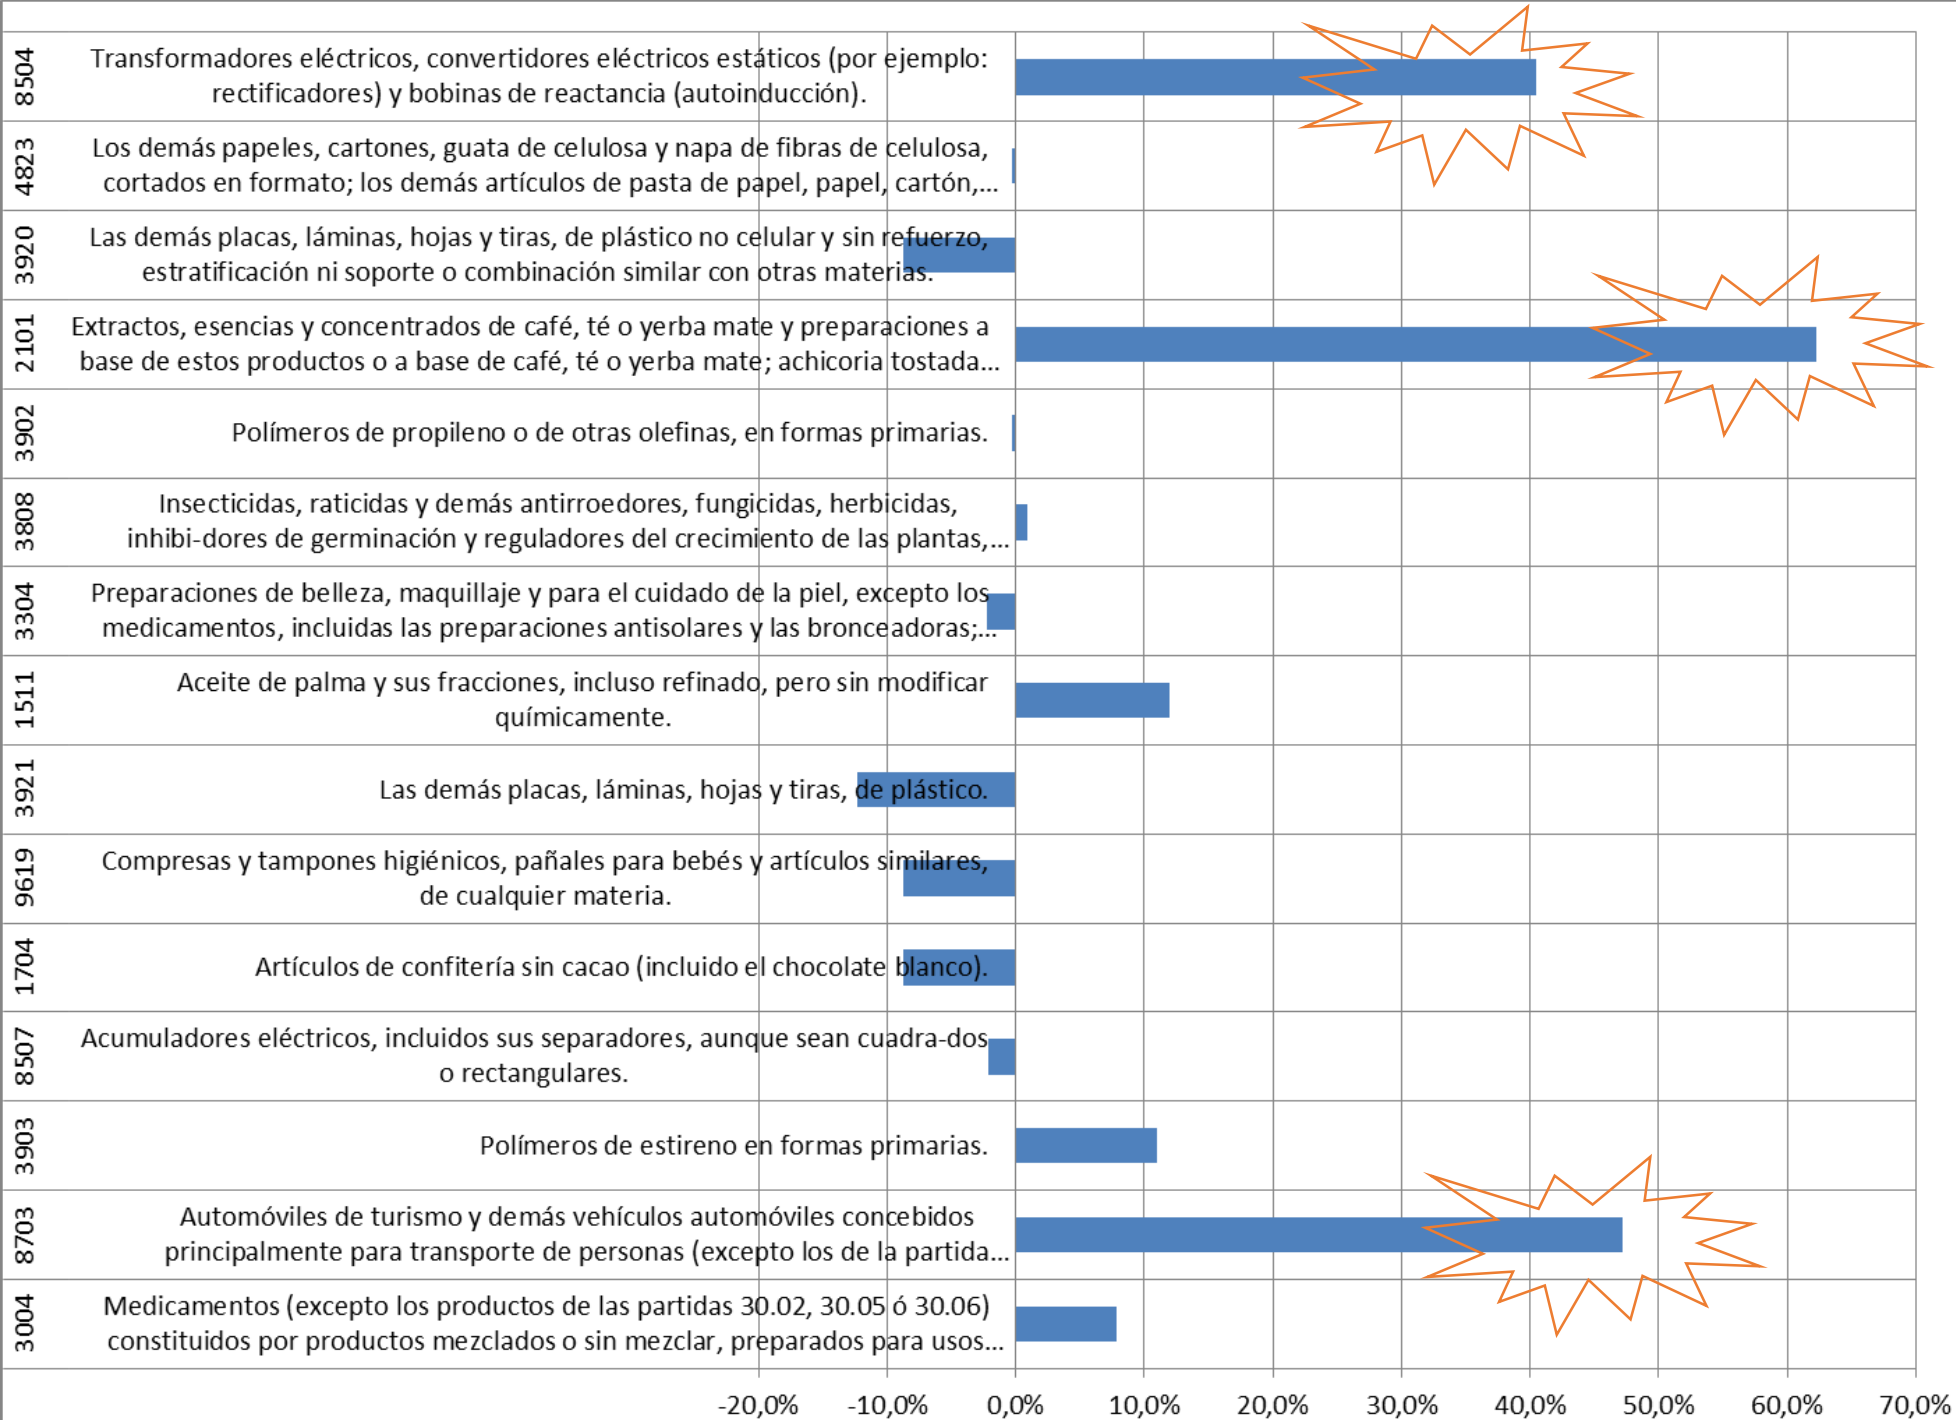 8504
Transformadores eléctricos, convertidores eléctricos estáticos (por ejemplo:
rectificadores) y bobinas de reactancia (autoinducción).
4823
Los demás papeles, cartones, guata de celulosa y napa de fibras de celulosa,
cortados en formato; los demás artículos de pasta de papel, papel, cartón,...
3920
Las demás placas, láminas, hojas y tiras, de plástico no celular y sin refuerzo,
estratificación ni soporte o combinación similar con otras materias.
2101
Extractos, esencias y concentrados de café, té o yerba mate y preparaciones a
base de estos productos o a base de café, té o yerba mate; achicoria tostada...
3902
Polímeros de propileno o de otras olefinas, en formas primarias.
3808
Insecticidas, raticidas y demás antirroedores, fungicidas, herbicidas,
inhibi-dores de germinación y reguladores del crecimiento de las plantas,...
3304
Preparaciones de belleza, maquillaje y para el cuidado de la piel, excepto los
medicamentos, incluidas las preparaciones antisolares y las bronceadoras;...
1511
Aceite de palma y sus fracciones, incluso refinado, pero sin modificar
químicamente.
3921
Las demás placas, láminas, hojas y tiras, de plástico.
9619
Compresas y tampones higiénicos, pañales para bebés y artículos similares,
de cualquier materia.
1704
Artículos de confitería sin cacao (incluido el chocolate blanco).
8507
Acumuladores eléctricos, incluidos sus separadores, aunque sean cuadra-dos
o rectangulares.
3903
Polímeros de estireno en formas primarias.
8703
Automóviles de turismo y demás vehículos automóviles concebidos
principalmente para transporte de personas (excepto los de la partida...
3004
Medicamentos (excepto los productos de las partidas 30.02, 30.05 ó 30.06)
constituidos por productos mezclados o sin mezclar, preparados para usos...
-20,0% -10,0% 0,0% 10,0% 20,0% 30,0% 40,0% 50,0% 60,0% 70,0%